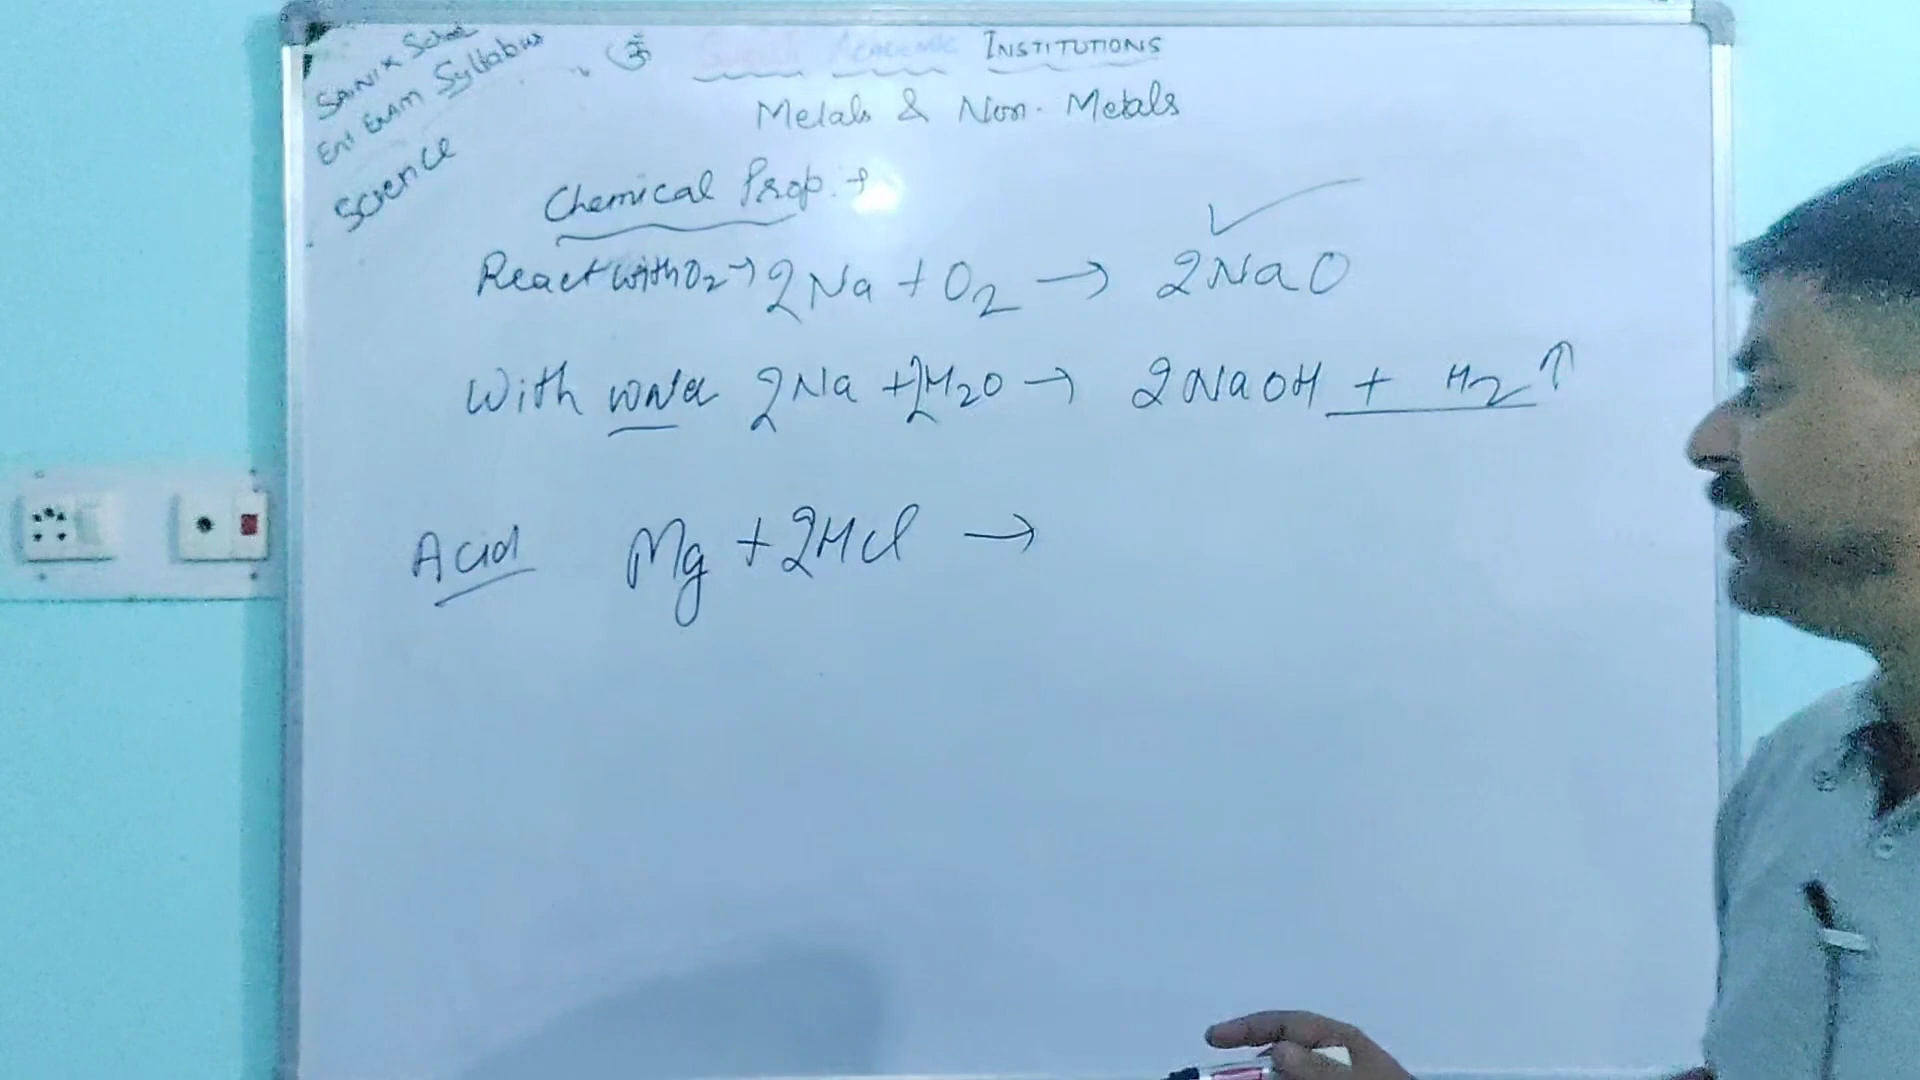 SAINIK School
Ent Exam Syllabus
Science
ॐ
Academic INSTITUTIONS
Metals & Non-Metals
Chemical Prop. →
React with O2 → 2Na + O2 → 2NaO
With water 2Na + 2H2O → 2NaOH + H2 ↑
Acid Mg + 2HCl →